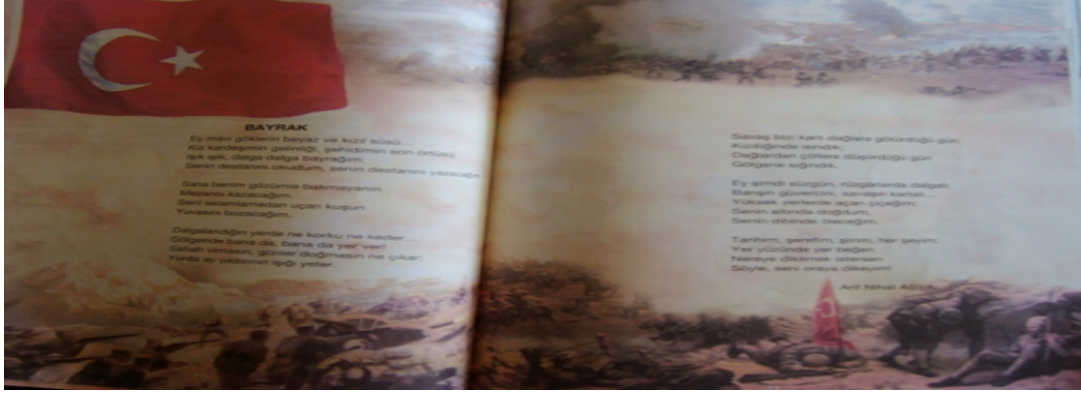 BAYRAK
Ey mavi göklerin beyaz ve kızıl süsü...
Kız kardeşimin gelinliği, şehidimin son örtüsü,
Işık ışık, dalga dalga bayrağım.
Senin destanını okudum, senin destanını yazacağı
Sana benim gözümle bakmayanın
Mezarını kazacağım.
Seni selamlamadan uçan kuşun
Yuvasını bozacağım.
Dalgalandığın yerde ne korku ne keder...
Gölgende bana da, bana da yer ver!
Sabah olmasın, günler doğmasın ne çıkar;
Yurda ay yıldızının ışığı yeter.
Savaş bizi karlı dağlara götürdüğü gün
Kızıllığında ısındık;
Dağlardan çöllere düşürdüğü gün
Gölgene sığındık.
Ey şimdi süzgün, rüzgârlarda dalgalı;
Barışın güvercini, savaşın kartalı...
Yüksek yerlerde açan çiçeğim;
Senin altında doğdum,
Senin dibinde öleceğim.
Tarihim, şerefim, şiirim, her şeyim;
Yer yüzünde yer beğen
Nereye dikilmek istersen
Söyle, seni oraya dikeyim!
Arif Nihat ASYA